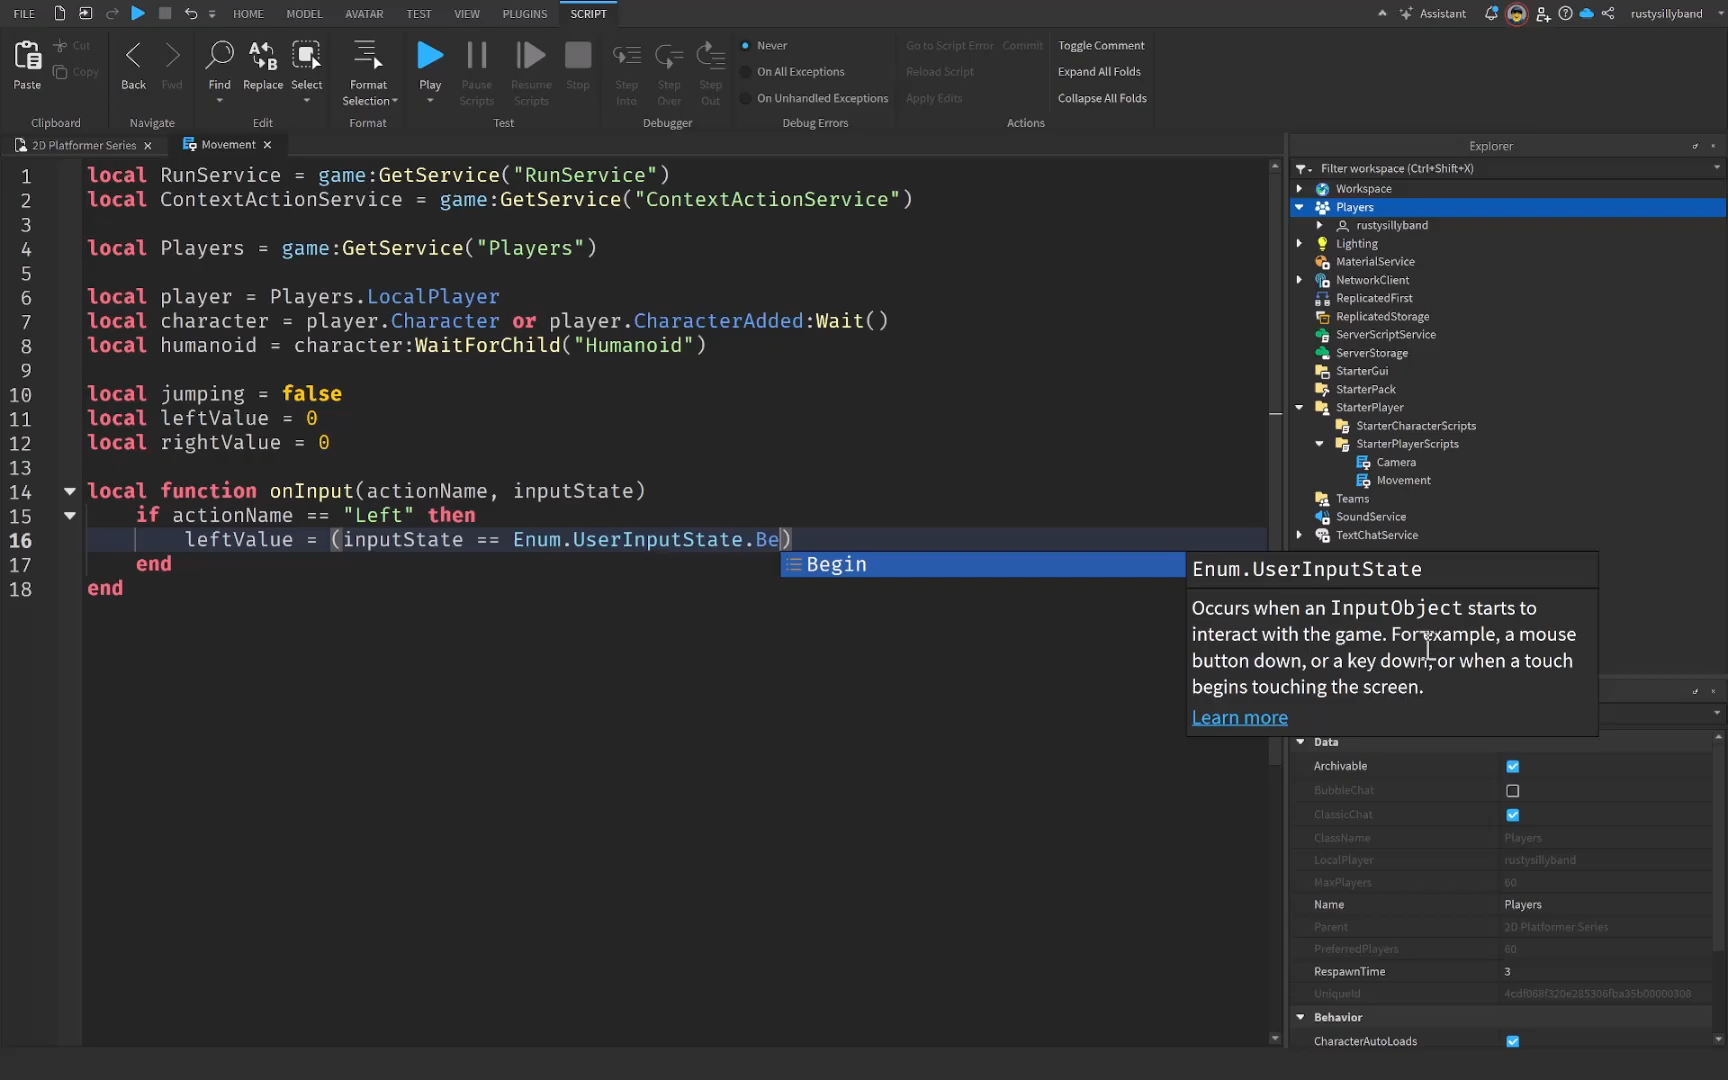 FILE HOME MODEL AVATAR TEST VIEW PLUGINS SCRIPT Assistant rustysillyband
Paste Cut Copy
Clipboard
Back Fwd
Navigate
Find Replace Select
Edit
Format Selection
Format
Play Pause Scripts Resume Scripts Stop
Test
Step Into Step Over Step Out
Debugger
Never
On All Exceptions
On Unhandled Exceptions
Debug Errors
Go to Script Error Commit Toggle Comment
Reload Script Expand All Folds
Apply Edits Collapse All Folds
Actions
2D Platformer Series Movement
1 local RunService = game:GetService("RunService")
2 local ContextActionService = game:GetService("ContextActionService")
3
4 local Players = game:GetService("Players")
5
6 local player = Players.LocalPlayer
7 local character = player.Character or player.CharacterAdded:Wait()
8 local humanoid = character:WaitForChild("Humanoid")
9
10 local jumping = false
11 local leftValue = 0
12 local rightValue = 0
13
14 local function onInput(actionName, inputState)
15 if actionName == "Left" then
16 leftValue = (inputState == Enum.UserInputState.Be)
17 end
18 end
Begin
Enum.UserInputState
Occurs when an InputObject starts to
interact with the game. For example, a mouse
button down, or a key down, or when a touch
begins touching the screen.
Learn more
Explorer
Filter workspace (Ctrl+Shift+X)
Workspace
Players
rustysillyband
Lighting
MaterialService
NetworkClient
ReplicatedFirst
ReplicatedStorage
ServerScriptService
ServerStorage
StarterGui
StarterPack
StarterPlayer
StarterCharacterScripts
StarterPlayerScripts
Camera
Movement
Teams
SoundService
TextChatService
Data
Archivable
BubbleChat
ClassicChat
ClassName Players
LocalPlayer rustysillyband
MaxPlayers 60
Name Players
Parent 2D Platformer Series
PreferredPlayers 60
RespawnTime 3
UniqueId
Behavior
CharacterAutoLoads